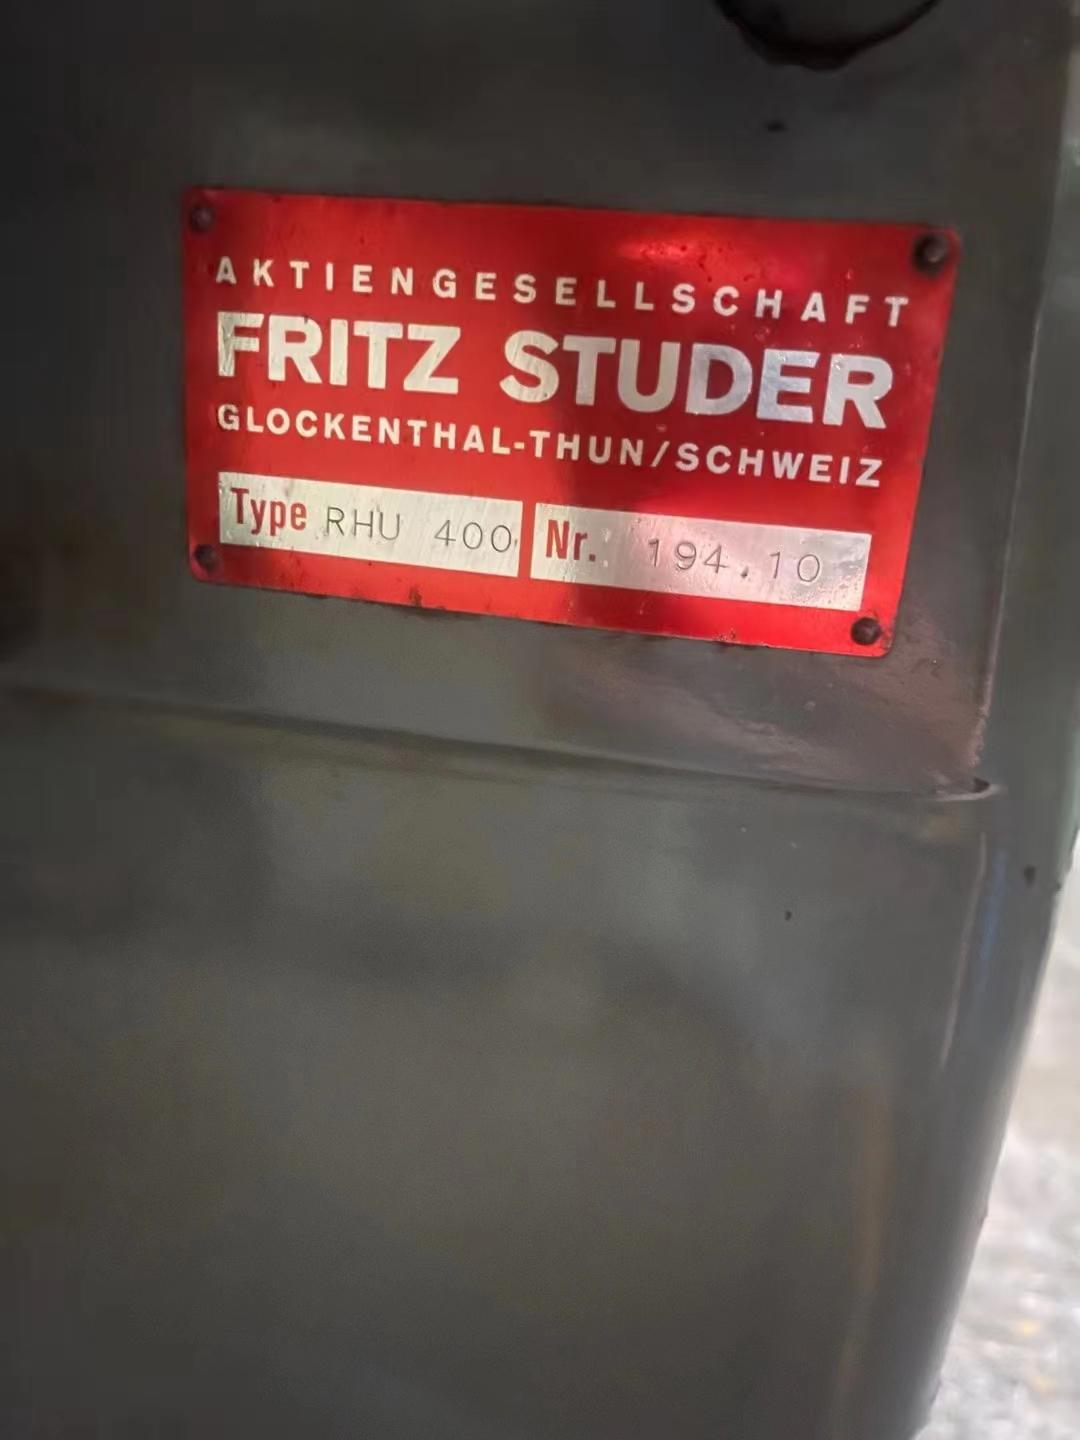 AKTIENGESELLSCHAFT
FRITZ STUDER
GLOCKENTHAL-THUN/SCHWEIZ
Type RHU 400 Nr. 194.10